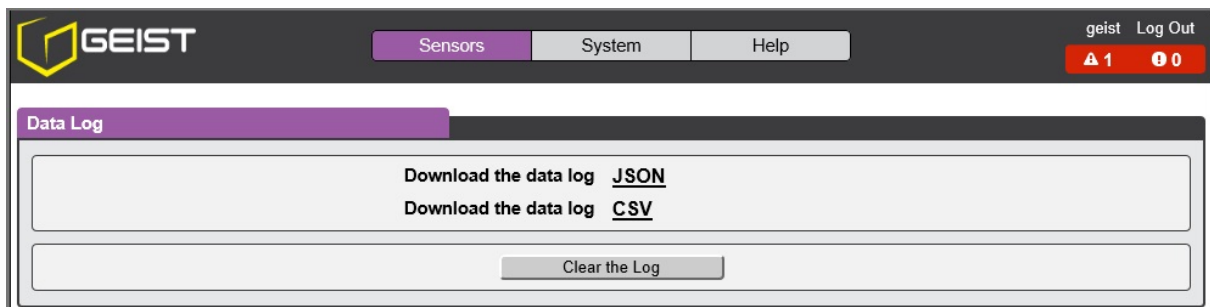 GEIST
Sensors System Help
geist Log Out
1 0
Data Log
Download the data log JSON
Download the data log CSV
Clear the Log